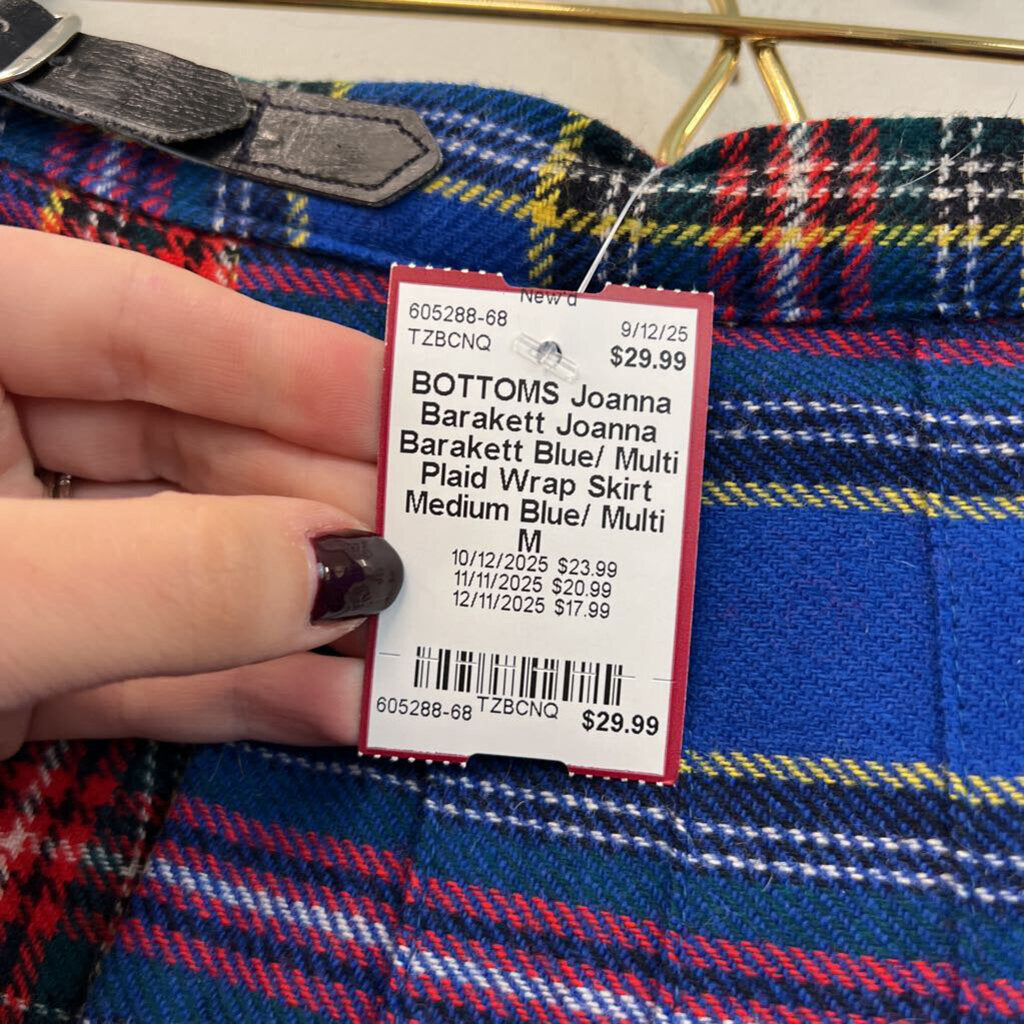 New'd
605288-68 9/12/25
TZBCNQ $29.99
BOTTOMS Joanna
Barakett Joanna
Barakett Blue/ Multi
Plaid Wrap Skirt
Medium Blue/ Multi
M
10/12/2025 $23.99
11/11/2025 $20.99
12/11/2025 $17.99
605288-68 TZBCNQ $29.99